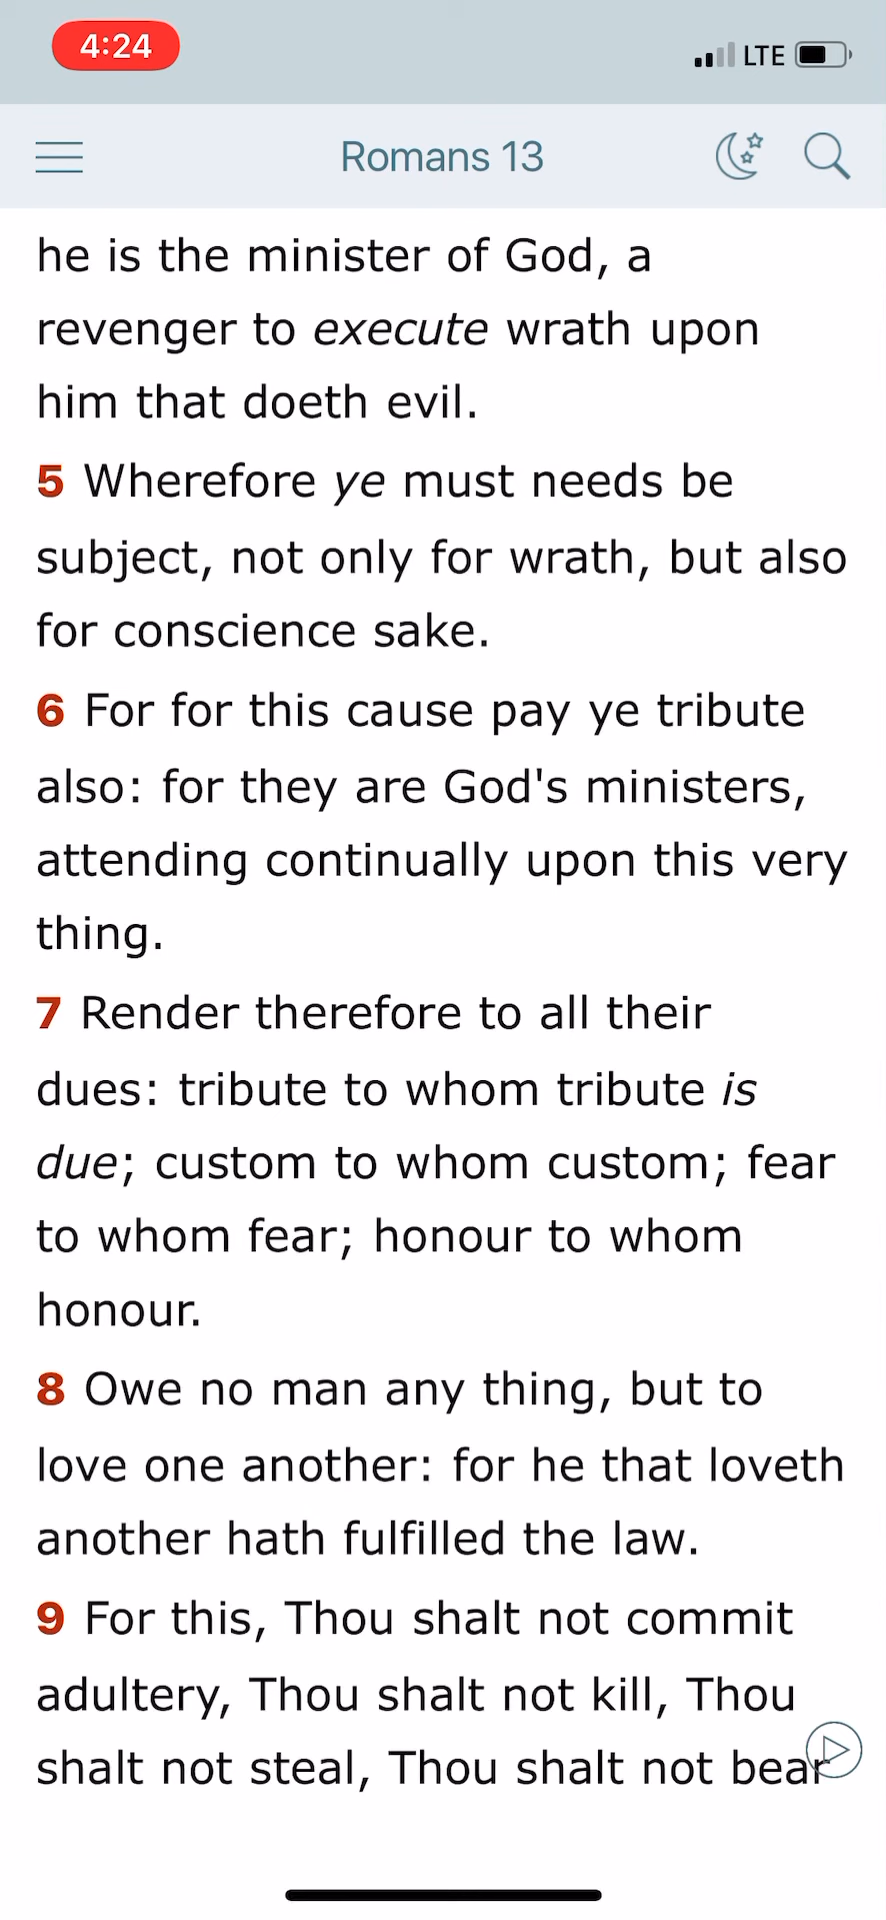 4:24
LTE
Romans 13
he is the minister of God, a
revenger to execute wrath upon
him that doeth evil.
5 Wherefore ye must needs be
subject, not only for wrath, but also
for conscience sake.
6 For for this cause pay ye tribute
also: for they are God's ministers,
attending continually upon this very
thing.
7 Render therefore to all their
dues: tribute to whom tribute is
due; custom to whom custom; fear
to whom fear; honour to whom
honour.
8 Owe no man any thing, but to
love one another: for he that loveth
another hath fulfilled the law.
9 For this, Thou shalt not commit
adultery, Thou shalt not kill, Thou
shalt not steal, Thou shalt not bear